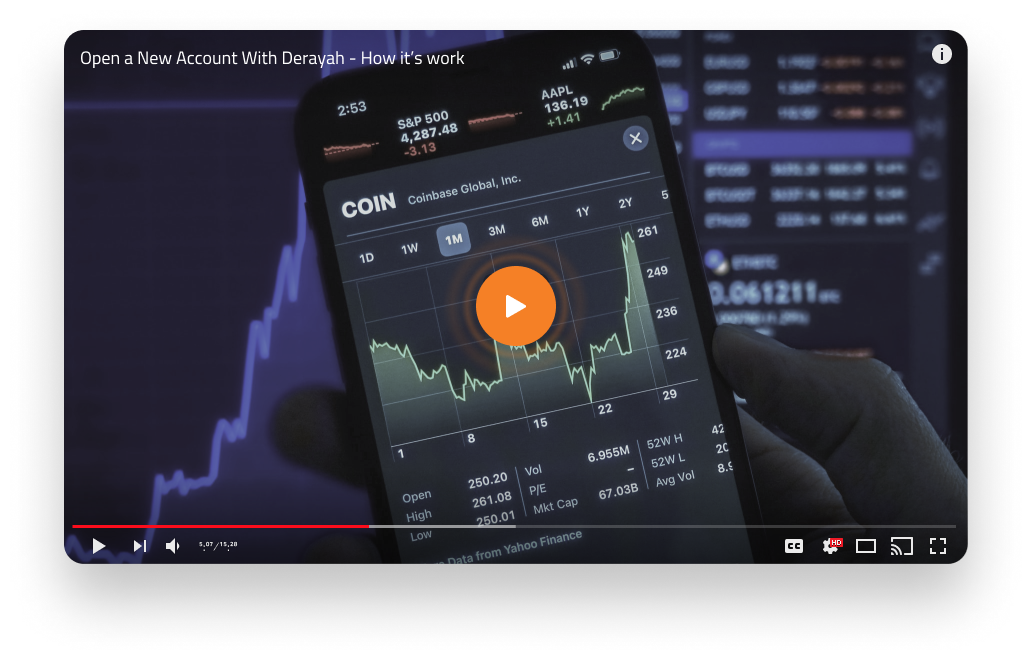 Open a New Account With Derayah - How it's work
i
2:53
S&P 500
4,287.48
-3.13
AAPL
136.19
+1.41
COIN Coinbase Global, Inc.
1D 1W 1M 3M 6M 1Y 2Y 5
261
249
236
224
1 8 15 22 29
Open 250.20
High 261.08
Low 250.01
Vol 6.955M
P/E –
Mkt Cap 67.03B
52W H 42
52W L 20
Avg Vol 8.9
Data from Yahoo Finance
0.061211
5,07/15,28
CC
HD